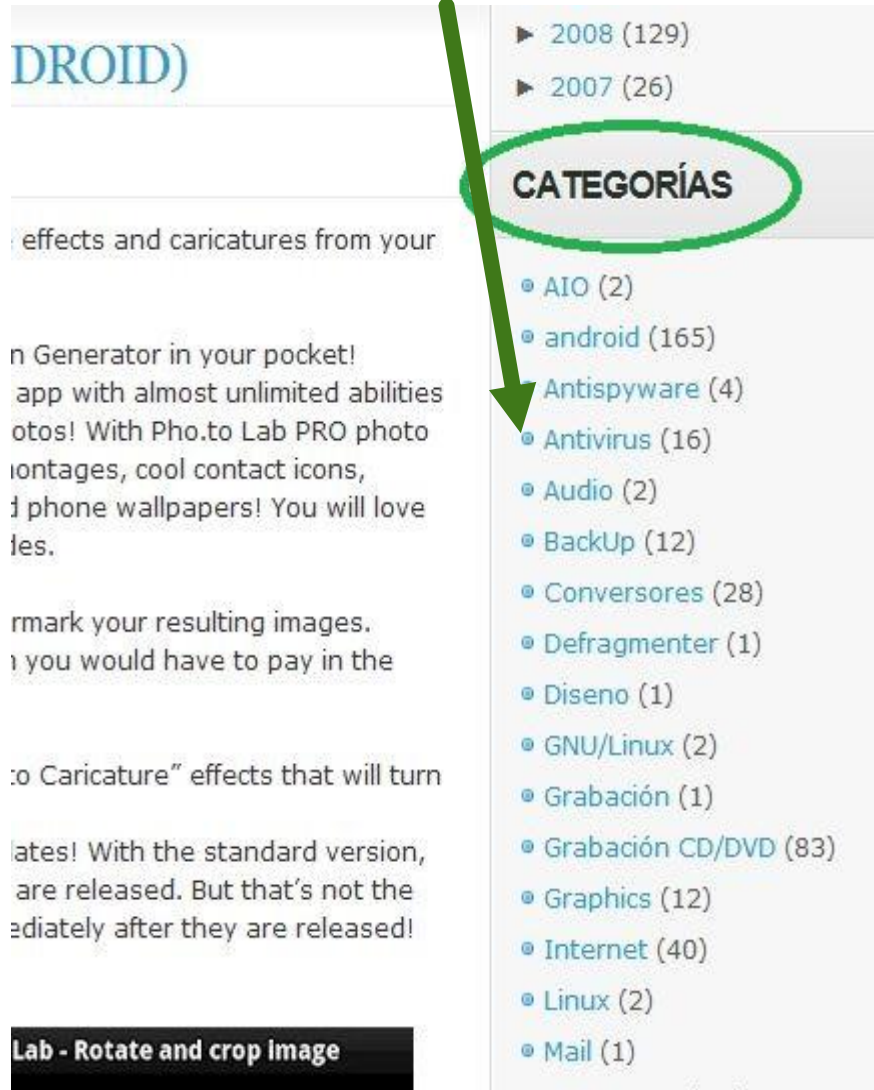 DROID)
effects and caricatures from your
n Generator in your pocket!
app with almost unlimited abilities
otos! With Pho.to Lab PRO photo
ontages, cool contact icons,
phone wallpapers! You will love
des.
rmark your resulting images.
you would have to pay in the
to Caricature” effects that will turn
lates! With the standard version,
are released. But that's not the
ediately after they are released!
Lab - Rotate and crop image
► 2008 (129)
► 2007 (26)
CATEGORÍAS
AIO (2)
android (165)
Antispyware (4)
Antivirus (16)
Audio (2)
BackUp (12)
Conversores (28)
Defragmenter (1)
Diseno (1)
GNU/Linux (2)
Grabación (1)
Grabación CD/DVD (83)
Graphics (12)
Internet (40)
Linux (2)
Mail (1)